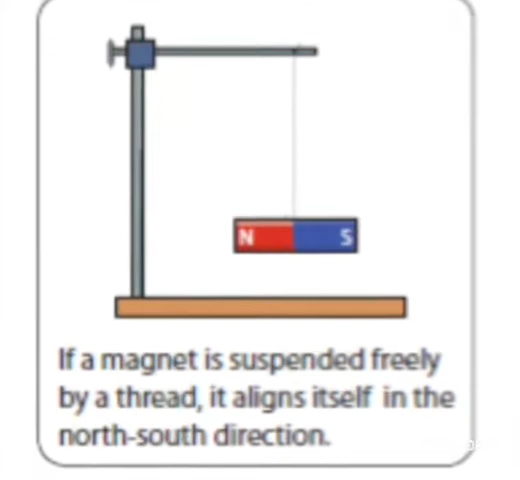 N S
If a magnet is suspended freely
by a thread, it aligns itself in the
north-south direction.